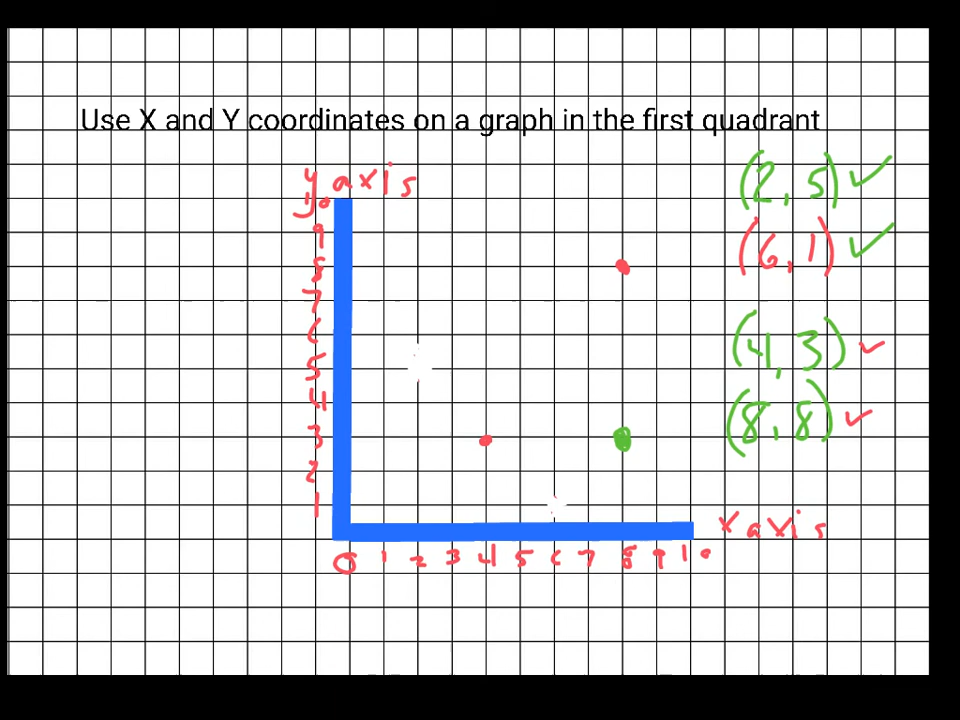 Use X and Y coordinates on a graph in the first quadrant
y axis
(2, 5) ✓
(6, 1) ✓
(4, 3) ✓
(8, 8) ✓
10
9
8
7
6
5
4
3
2
1
x axis
0 1 2 3 4 5 6 7 8 9 10